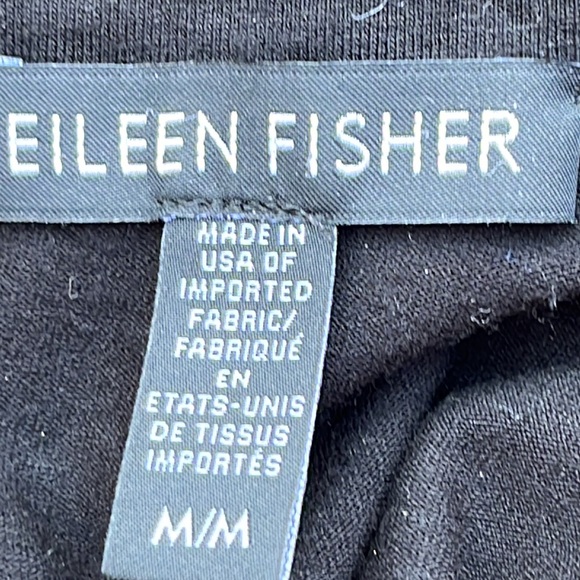 EILEEN FISHER
MADE IN
USA OF
IMPORTED
FABRIC/
FABRIQUÉ
EN
ETATS-UNIS
DE TISSUS
IMPORTÉS
M/M